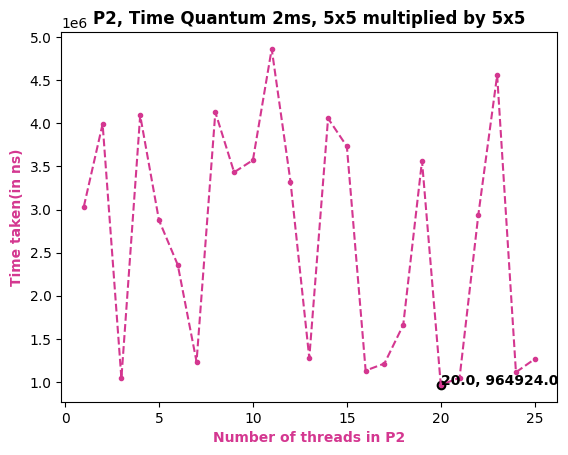 P2, Time Quantum 2ms, 5x5 multiplied by 5x5
1e6
5.0
4.5
4.0
3.5
3.0
2.5
2.0
1.5
1.0
Time taken(in ns)
20.0, 964924.0
0 5 10 15 20 25
Number of threads in P2